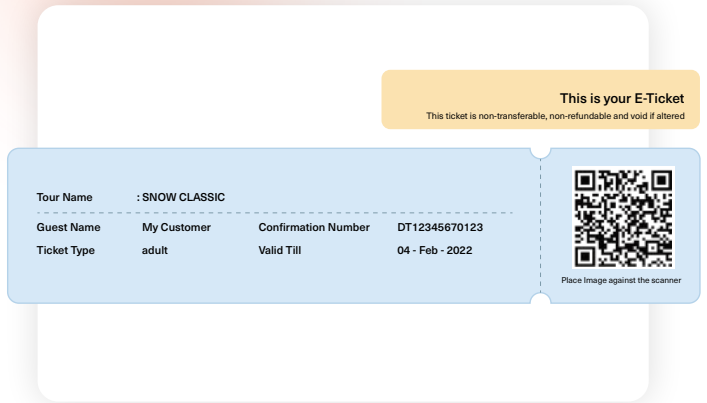 This is your E-Ticket
This ticket is non-transferable, non-refundable and void if altered
Tour Name : SNOW CLASSIC
Guest Name My Customer Confirmation Number DT12345670123
Ticket Type adult Valid Till 04 - Feb - 2022
Place Image against the scanner